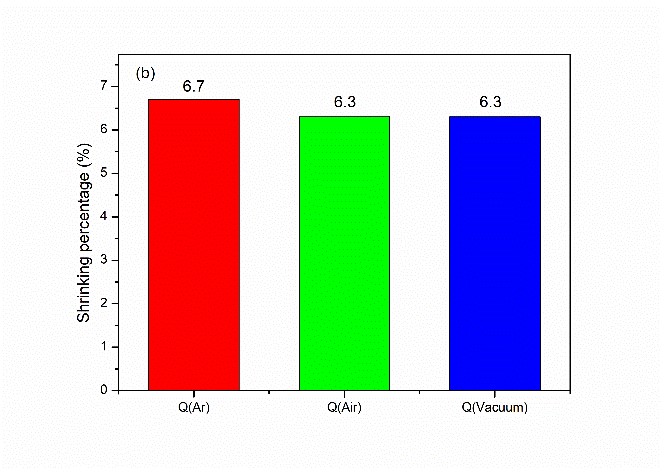 (b)
6.7
6.3
6.3
7
6
5
4
3
2
1
0
Shrinking percentage (%)
Q(Ar)
Q(Air)
Q(Vacuum)